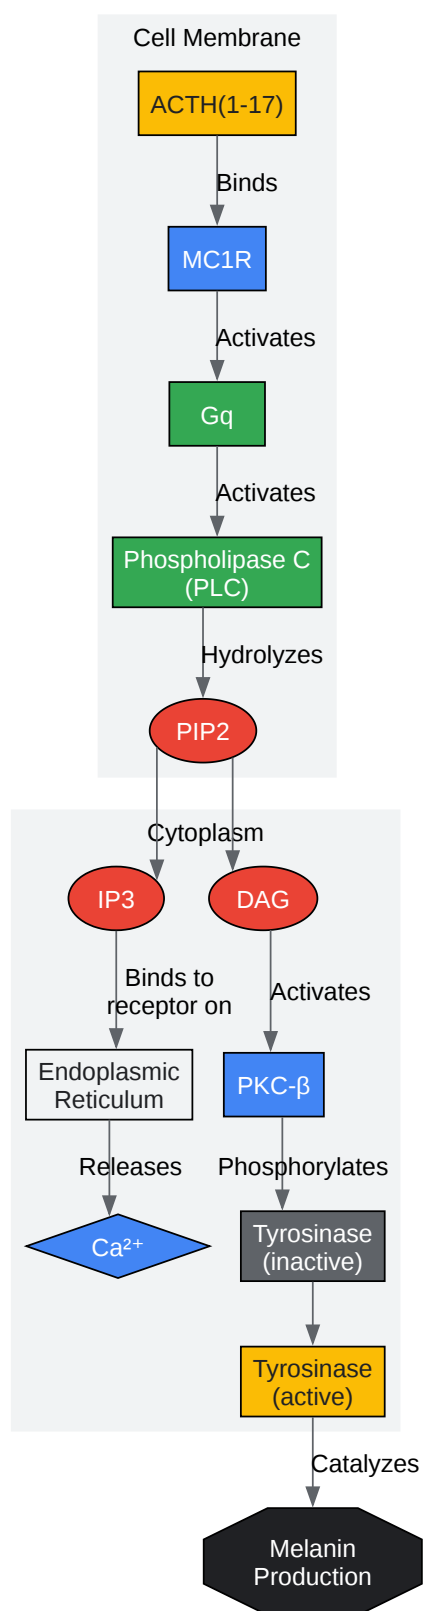 Cell Membrane
ACTH(1-17)
Binds
MC1R
Activates
Gq
Activates
Phospholipase C
(PLC)
Hydrolyzes
PIP2
Cytoplasm
IP3
DAG
Binds to
receptor on
Activates
Endoplasmic
Reticulum
PKC-β
Releases
Phosphorylates
Ca²⁺
Tyrosinase
(inactive)
Tyrosinase
(active)
Catalyzes
Melanin
Production